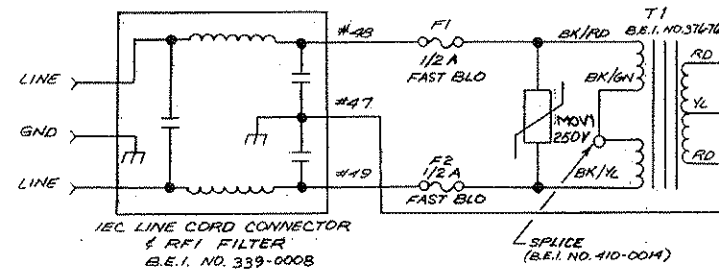 T1
B.E.I. NO. 376-76
#48
F1
1/2 A
FAST BLO
BK/RD
RD
LINE
BK/GN
#47
MOV1
250V
YL
GND
LINE
#49
F2
1/2 A
FAST BLO
BK/YL
RD
IEC LINE CORD CONNECTOR
& RFI FILTER
B.E.I. NO. 339-0008
SPLICE
(B.E.I. NO. 410-0014)